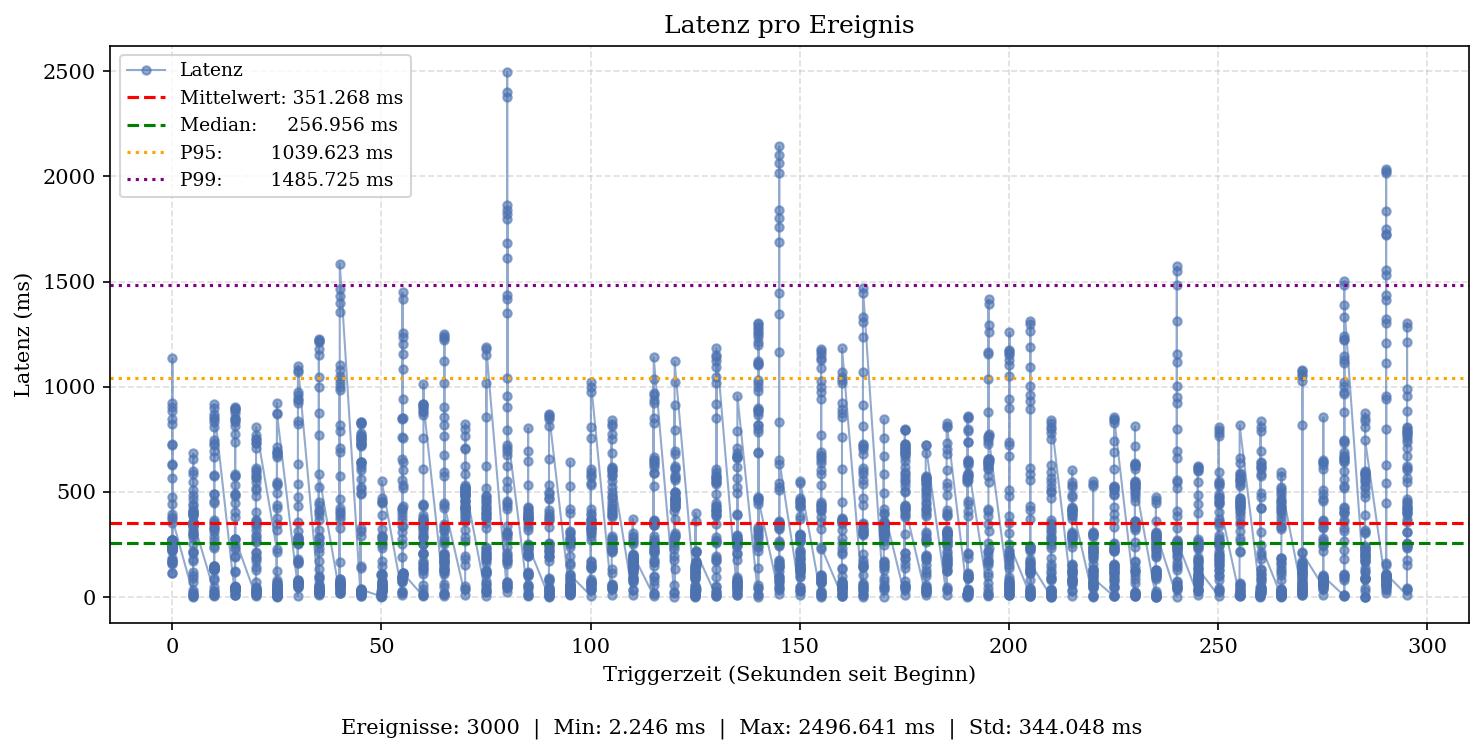 Latenz pro Ereignis
Latenz (ms)
2500
2000
1500
1000
500
0
Latenz
Mittelwert: 351.268 ms
Median: 256.956 ms
P95: 1039.623 ms
P99: 1485.725 ms
0 50 100 150 200 250 300
Triggerzeit (Sekunden seit Beginn)
Ereignisse: 3000 | Min: 2.246 ms | Max: 2496.641 ms | Std: 344.048 ms